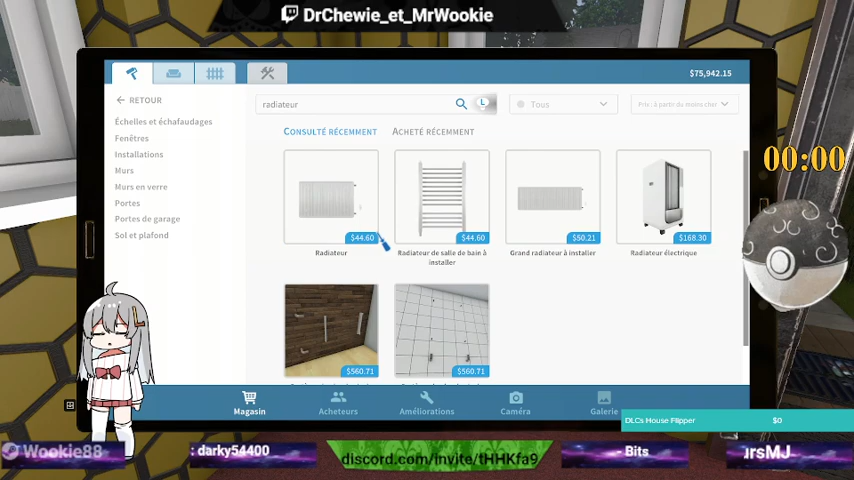 DrChewie_et_MrWookie
$75,942.15
RETOUR
radiateur
L
Tous
Prix : à partir du moins cher
Échelles et échafaudages
Fenêtres
Installations
Murs
Murs en verre
Portes
Portes de garage
Sol et plafond
CONSULTÉ RÉCEMMENT
ACHETÉ RÉCEMMENT
$44.60
$44.60
$50.21
$168.30
Radiateur
Radiateur de salle de bain à
installer
Grand radiateur à installer
Radiateur électrique
$560.71
$560.71
00:00
Magasin
Acheteurs
Améliorations
Caméra
Galerie
DLCs House Flipper
$0
Wookie88
: darky54400
discord.com/invite/tHHKfa9
- Bits
ursMJ